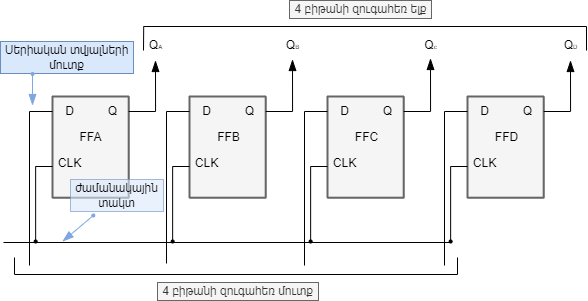 4 բիթանի զուգահեռ ելք
Սերիական տվյալների
մուտք
QA
QB
QC
QD
D Q
FFA
CLK
D Q
FFB
CLK
D Q
FFC
CLK
D Q
FFD
CLK
ժամանակային
տակտ
4 բիթանի զուգահեռ մուտք